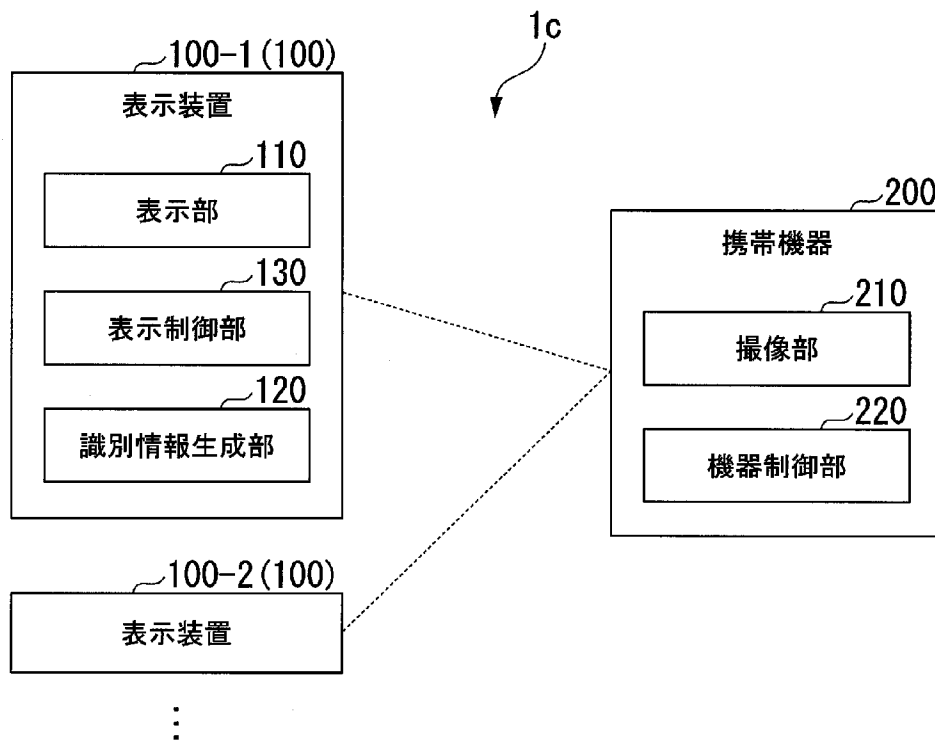 1c
100-1(100)
表示装置
110
表示部
130
表示制御部
120
識別情報生成部
100-2(100)
表示装置
200
携帯機器
210
撮像部
220
機器制御部